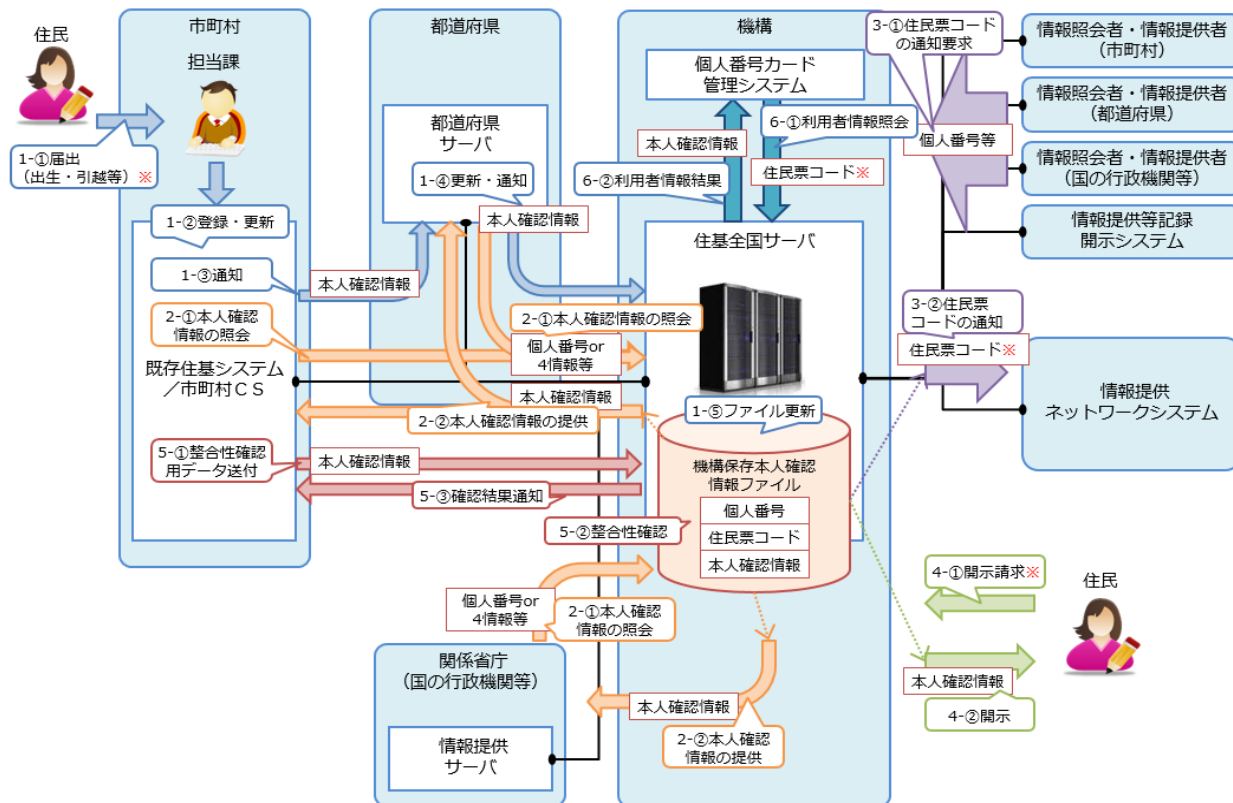 住民
市町村
担当課
1-①届出
（出生・引越等）※
1-②登録・更新
1-③通知
本人確認情報
2-①本人確認
情報の照会
既存住基システム
／市町村ＣＳ
5-①整合性確認
用データ送付
本人確認情報
5-③確認結果通知
都道府県
都道府県
サーバ
1-④更新・通知
本人確認情報
2-①本人確認情報の照会
個人番号or
4情報等
本人確認情報
2-②本人確認情報の提供
機構
個人番号カード
管理システム
本人確認情報
6-①利用者情報照会
6-②利用者情報結果
住民票コード※
住基全国サーバ
1-⑤ファイル更新
機構保存本人確認
情報ファイル
個人番号
住民票コード
本人確認情報
5-②整合性確認
個人番号or
4情報等
2-①本人確認
情報の照会
関係省庁
（国の行政機関等）
情報提供
サーバ
本人確認情報
2-②本人確認
情報の提供
3-①住民票コード
の通知要求
個人番号等
情報照会者・情報提供者
（市町村）
情報照会者・情報提供者
（都道府県）
情報照会者・情報提供者
（国の行政機関等）
情報提供等記録
開示システム
3-②住民票
コードの通知
住民票コード※
情報提供
ネットワークシステム
4-①開示請求※
住民
本人確認情報
4-②開示